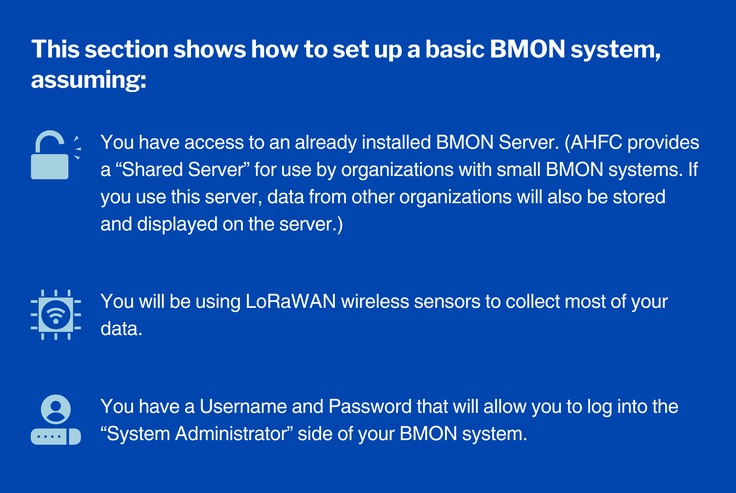 This section shows how to set up a basic BMON system,
assuming:
You have access to an already installed BMON Server. (AHFC provides
a “Shared Server” for use by organizations with small BMON systems. If
you use this server, data from other organizations will also be stored
and displayed on the server.)
You will be using LoRaWAN wireless sensors to collect most of your
data.
You have a Username and Password that will allow you to log into the
“System Administrator” side of your BMON system.